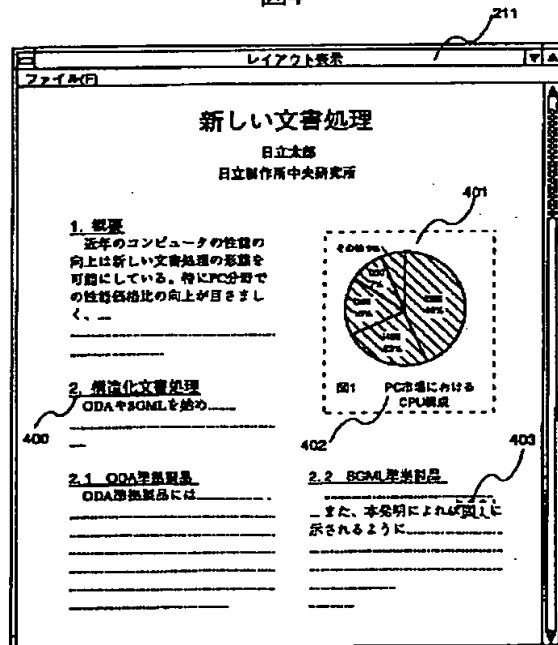 211
レイアウト表示
ファイル(F)
新しい文書処理
日立太郎
日立製作所中央研究所
401
1. 概要
近年のコンピュータの性能の
向上は新しい文書処理の形態を
可能にしている。特にPC分野で
の性能価格比の向上が目さまし
く、...
図1 PC市場における
CPU構成
2. 構造化文書処理
ODAやSGMLを始め
400
402
403
2.1 ODA準拠製品
ODA準拠製品には
2.2 SGML準拠製品
また、本発明によれば図1に
示されるように